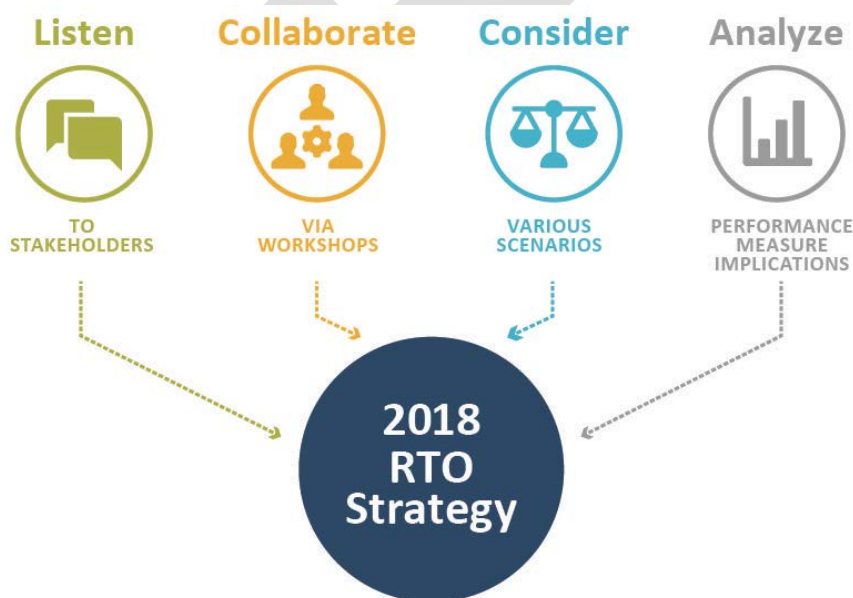 Listen
TO
STAKEHOLDERS
Collaborate
VIA
WORKSHOPS
Consider
VARIOUS
SCENARIOS
Analyze
PERFORMANCE
MEASURE
IMPLICATIONS
2018
RTO
Strategy